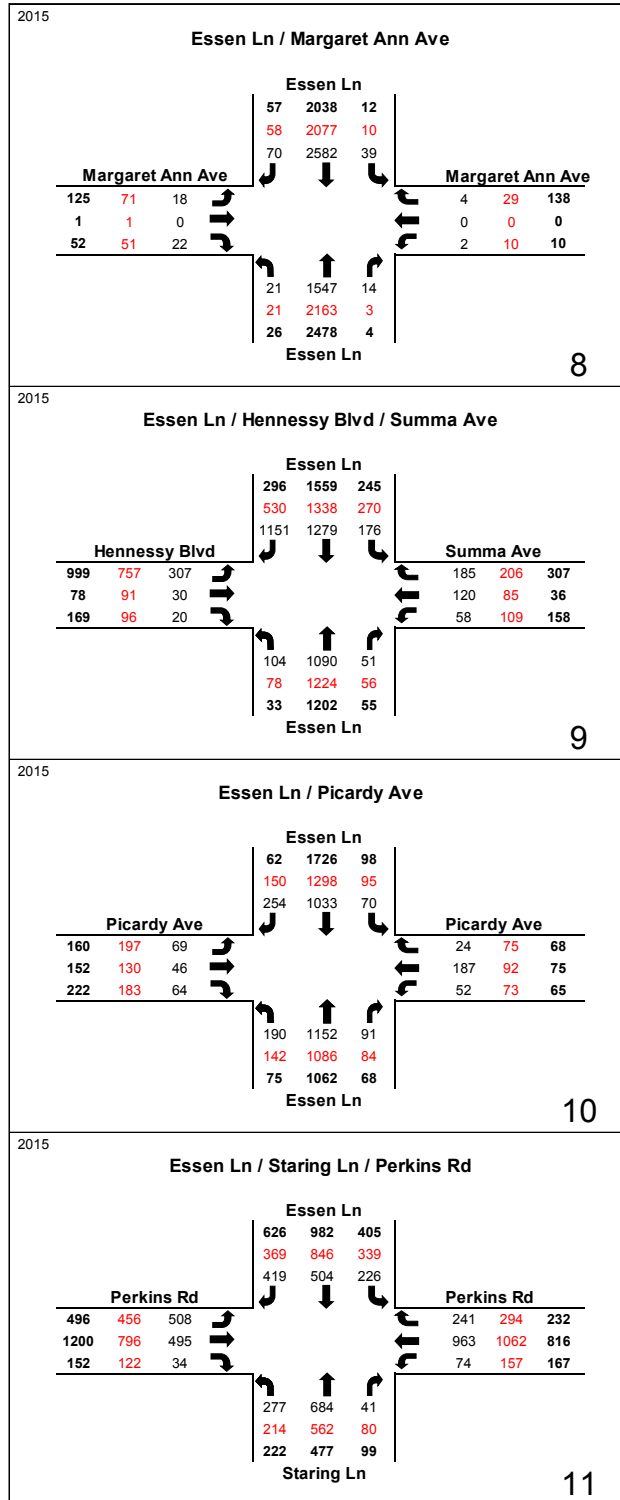 2015
Essen Ln / Margaret Ann Ave
Essen Ln
57 2038 12
58 2077 10
70 2582 39
Margaret Ann Ave Margaret Ann Ave
125 71 18 4 29 138
1 1 0 0 0 0
52 51 22 2 10 10
21 1547 14
21 2163 3
26 2478 4
Essen Ln
8
2015
Essen Ln / Hennessy Blvd / Summa Ave
Essen Ln
296 1559 245
530 1338 270
1151 1279 176
Hennessy Blvd Summa Ave
999 757 307 185 206 307
78 91 30 120 85 36
169 96 20 58 109 158
104 1090 51
78 1224 56
33 1202 55
Essen Ln
9
2015
Essen Ln / Picardy Ave
Essen Ln
62 1726 98
150 1298 95
254 1033 70
Picardy Ave Picardy Ave
160 197 69 24 75 68
152 130 46 187 92 75
222 183 64 52 73 65
190 1152 91
142 1086 84
75 1062 68
Essen Ln
10
2015
Essen Ln / Staring Ln / Perkins Rd
Essen Ln
626 982 405
369 846 339
419 504 226
Perkins Rd Perkins Rd
496 456 508 241 294 232
1200 796 495 963 1062 816
152 122 34 74 157 167
277 684 41
214 562 80
222 477 99
Staring Ln
11